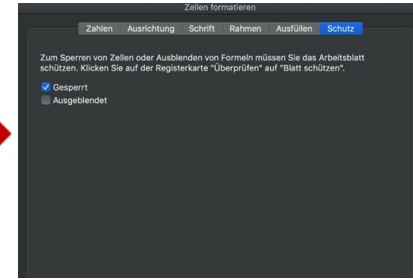 Zellen formatieren
Zahlen Ausrichtung Schrift Rahmen Ausfüllen Schutz
Zum Sperren von Zellen oder Ausblenden von Formeln müssen Sie das Arbeitsblatt
schützen. Klicken Sie auf der Registerkarte "Überprüfen" auf "Blatt schützen".
Gesperrt
Ausgeblendet